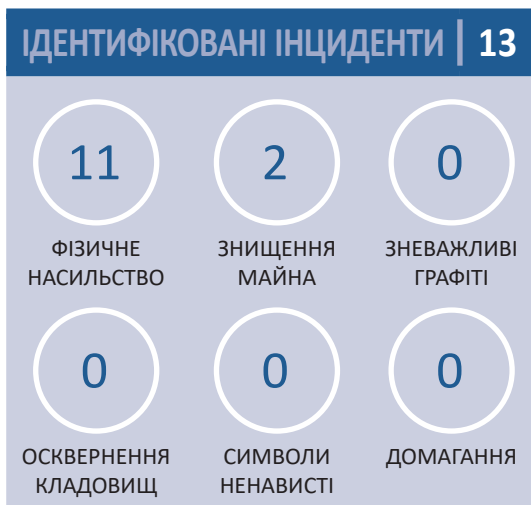 ІДЕНТИФІКОВАНІ ІНЦИДЕНТИ | 13
11
ФІЗИЧНЕ
НАСИЛЬСТВО
2
ЗНИЩЕННЯ
МАЙНА
0
ЗНЕВАЖЛИВІ
ГРАФІТІ
0
ОСКВЕРНЕННЯ
КЛАДОВИЩ
0
СИМВОЛИ
НЕНАВИСТІ
0
ДОМАГАННЯ